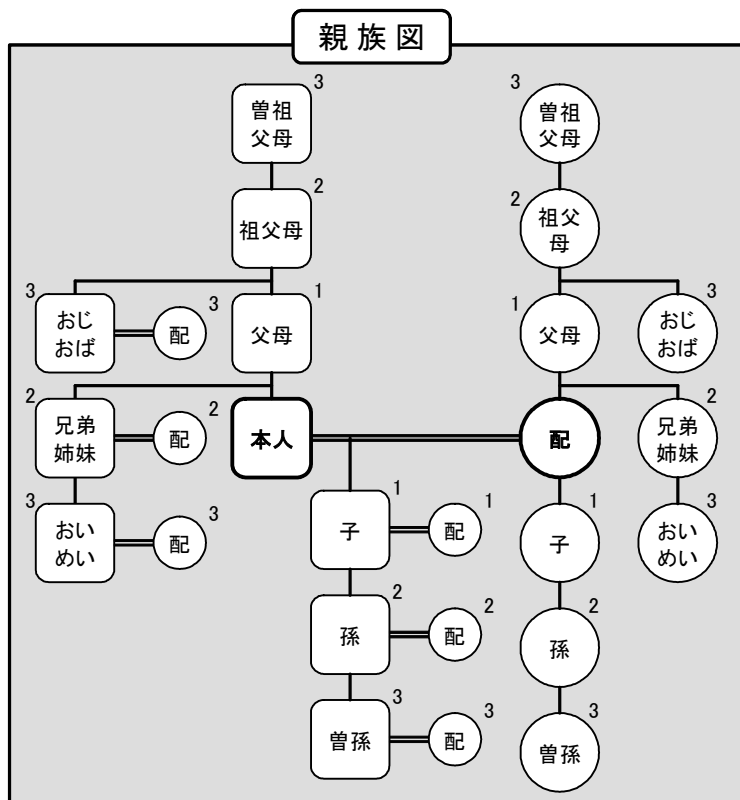 親族図
3
曽祖
父母
3
曽祖
父母
2
祖父母
2
祖父
母
3
おじ
おば
3
配
1
父母
1
父母
3
おじ
おば
2
兄弟
姉妹
2
配
本人
配
2
兄弟
姉妹
3
おい
めい
3
配
1
子
1
配
1
子
3
おい
めい
2
孫
2
配
2
孫
3
曽孫
3
配
3
曽孫